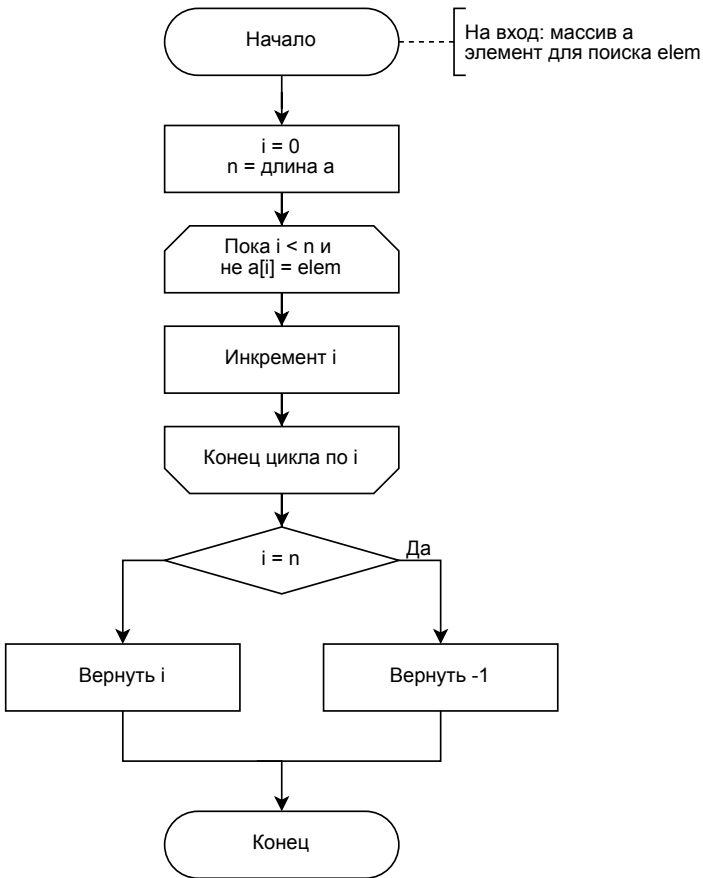 Начало
На вход: массив a
элемент для поиска elem
i = 0
n = длина a
Пока i < n и
не a[i] = elem
Инкремент i
Конец цикла по i
i = n
Да
Вернуть i
Вернуть -1
Конец